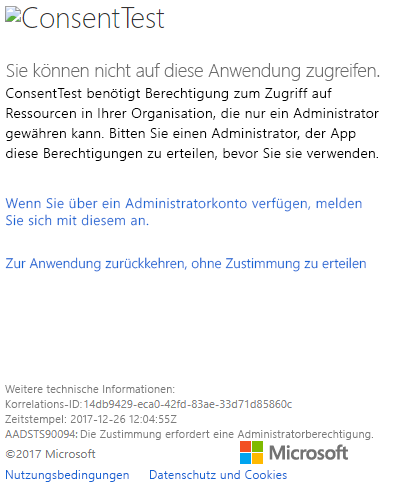 ConsentTest
Sie können nicht auf diese Anwendung zugreifen.
ConsentTest benötigt Berechtigung zum Zugriff auf
Ressourcen in Ihrer Organisation, die nur ein Administrator
gewähren kann. Bitten Sie einen Administrator, der App
diese Berechtigungen zu erteilen, bevor Sie sie verwenden.
Wenn Sie über ein Administratorkonto verfügen, melden
Sie sich mit diesem an.
Zur Anwendung zurückkehren, ohne Zustimmung zu erteilen
Weitere technische Informationen:
Korrelations-ID: 14db9429-eca0-42fd-83ae-33d71d85860c
Zeitstempel: 2017-12-26 12:04:55Z
AADSTS90094: Die Zustimmung erfordert eine Administratorberechtigung.
©2017 Microsoft
Microsoft
Nutzungsbedingungen Datenschutz und Cookies